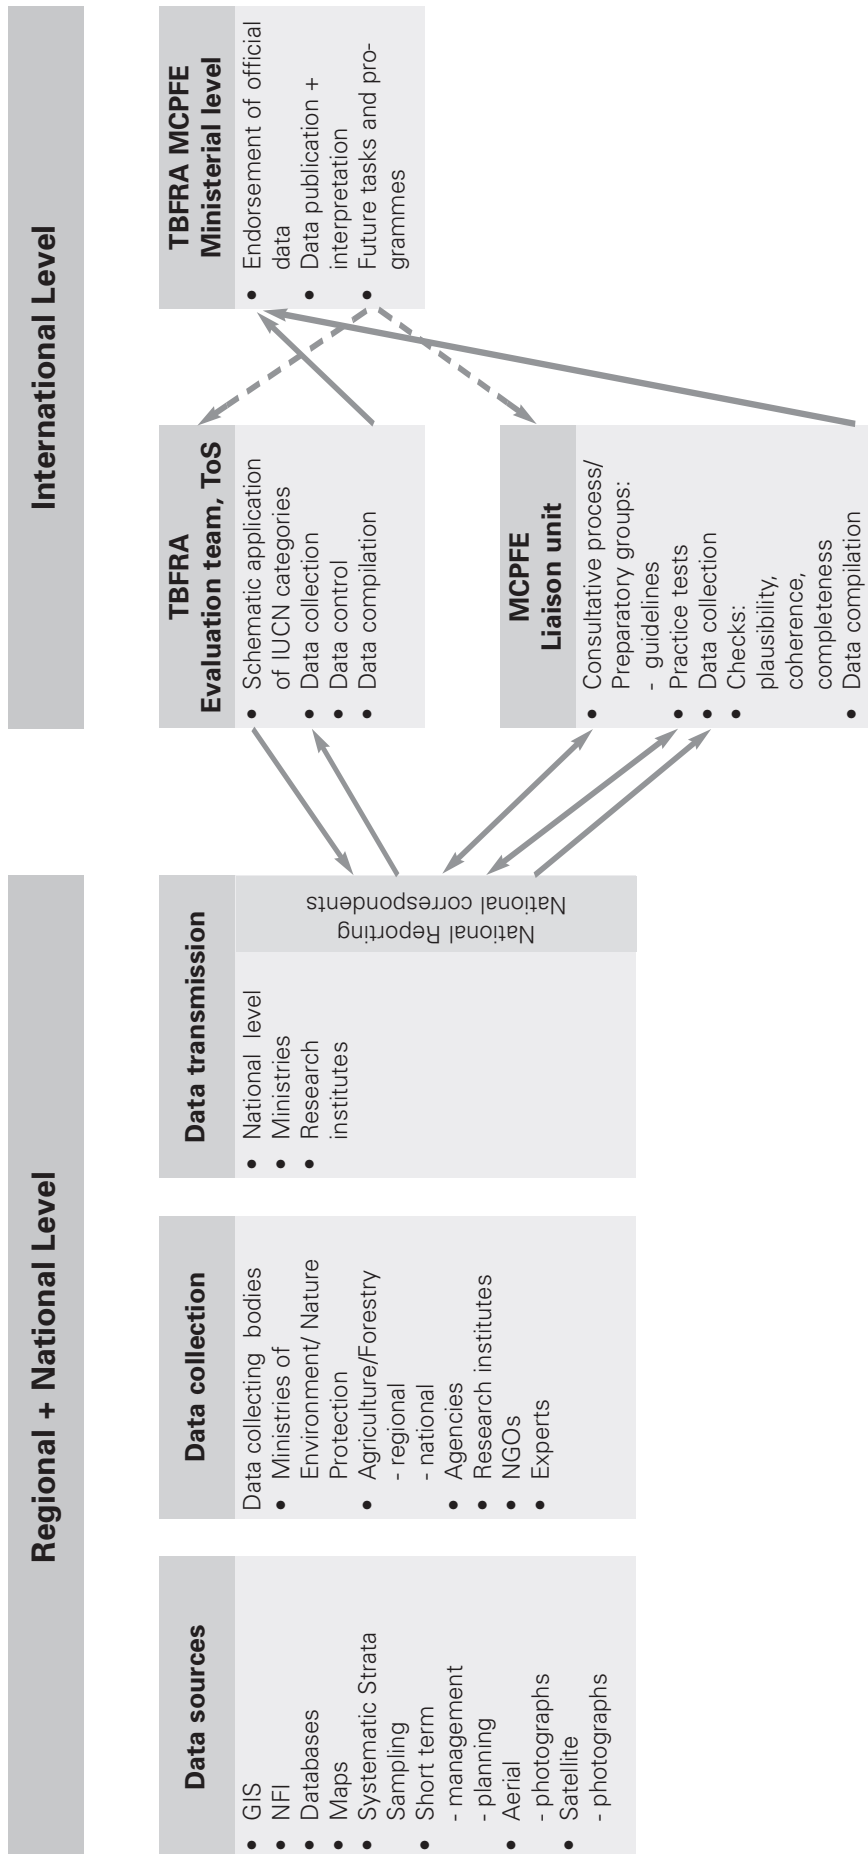 Regional + National Level
Data sources
• GIS
• NFI
• Databases
• Maps
• Systematic Strata
Sampling
• Short term
- management
- planning
• Aerial
- photographs
• Satellite
- photographs
Data collection
Data collecting bodies
• Ministries of
Environment/ Nature
Protection
• Agriculture/Forestry
- regional
- national
• Agencies
• Research institutes
• NGOs
• Experts
Data transmission
• National level
• Ministries
• Research
institutes
National Reporting
National correspondents
International Level
TBFRA
Evaluation team, ToS
• Schematic application
of IUCN categories
• Data collection
• Data control
• Data compilation
MCPFE
Liaison unit
• Consultative process/
Preparatory groups:
- guidelines
• Practice tests
• Data collection
• Checks:
plausibility,
coherence,
completeness
• Data compilation
TBFRA MCPFE
Ministerial level
• Endorsement of official
data
• Data publication +
interpretation
• Future tasks and pro-
grammes